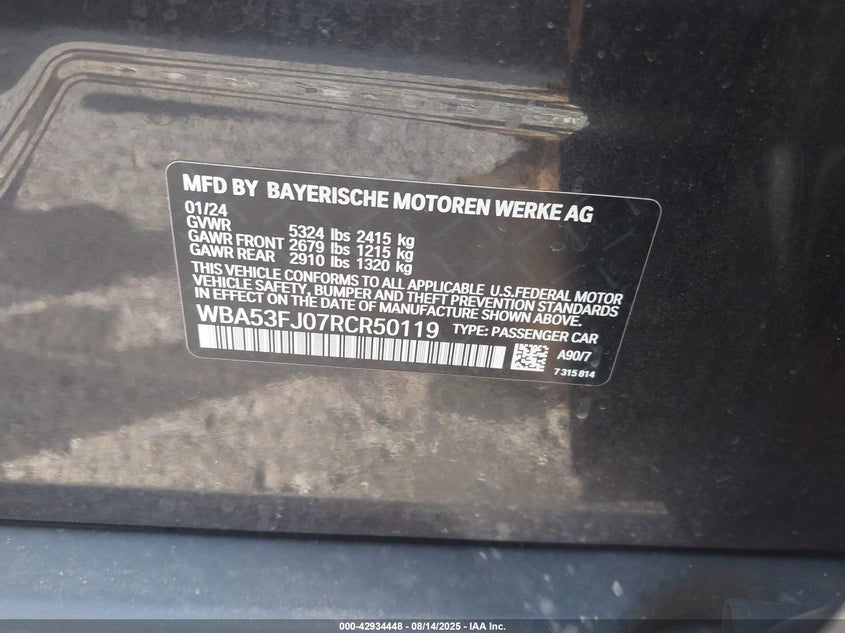 MFD BY BAYERISCHE MOTOREN WERKE AG
01/24
GVWR 5324 lbs 2415 kg
GAWR FRONT 2679 lbs 1215 kg
GAWR REAR 2910 lbs 1320 kg
THIS VEHICLE CONFORMS TO ALL APPLICABLE U.S.FEDERAL MOTOR
VEHICLE SAFETY, BUMPER AND THEFT PREVENTION STANDARDS
IN EFFECT ON THE DATE OF MANUFACTURE SHOWN ABOVE.
WBA53FJ07RCR50119 TYPE: PASSENGER CAR
A90/7
7 315 814
000-42934448 - 08/14/2025 - IAA Inc.